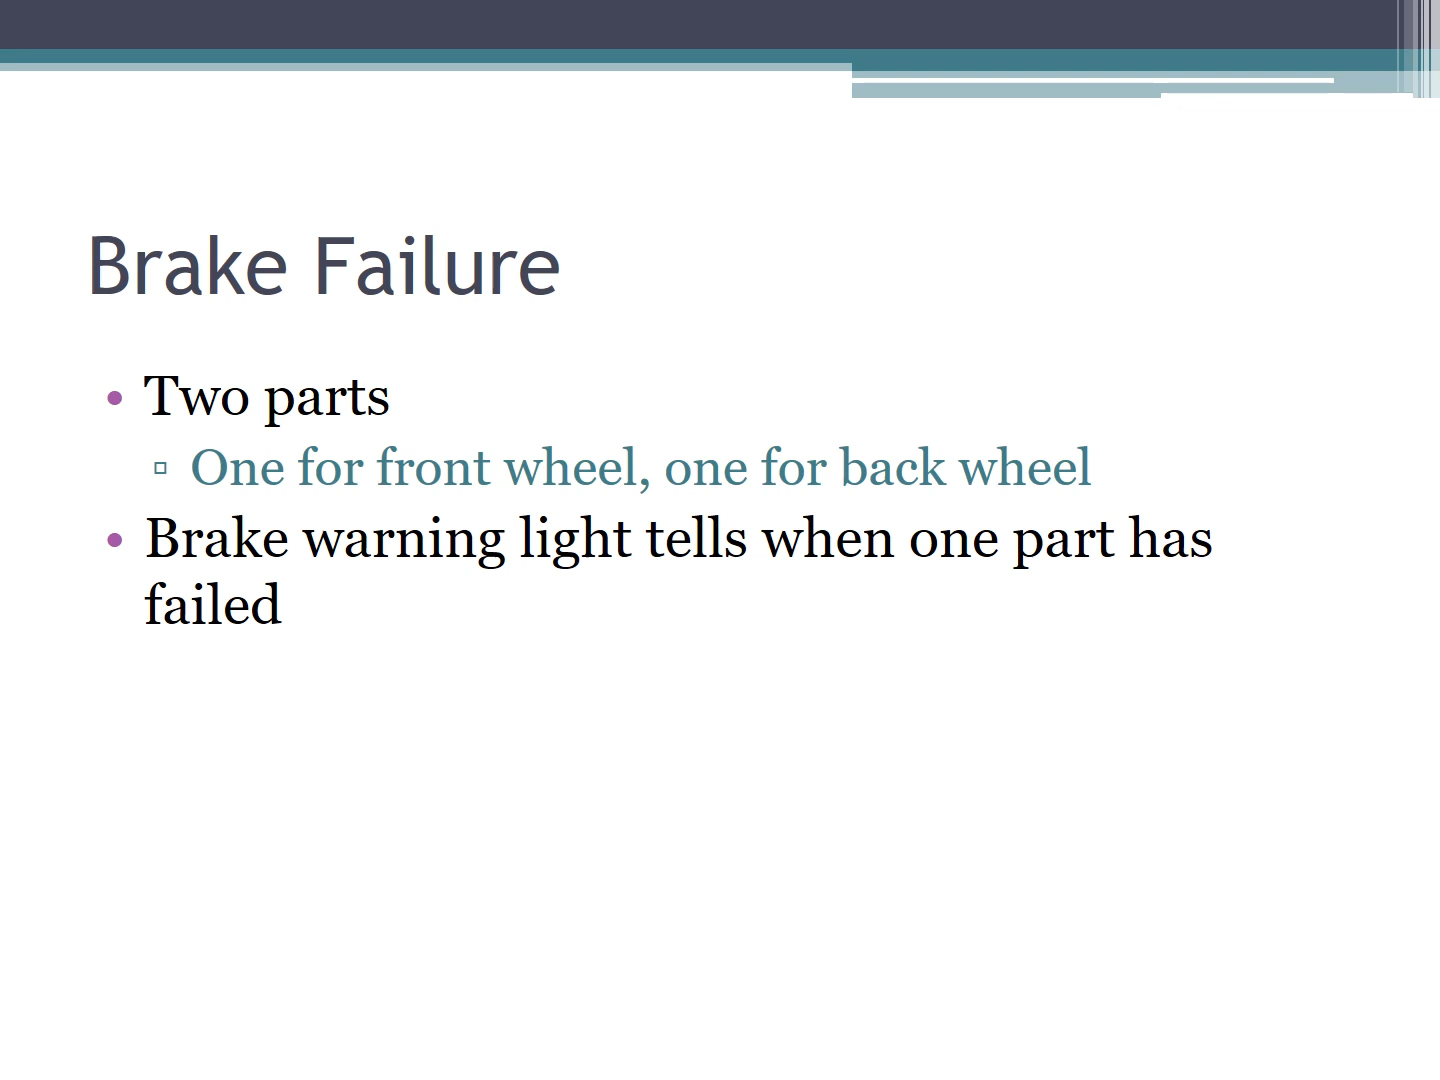 Brake Failure
• Two parts
▫ One for front wheel, one for back wheel
• Brake warning light tells when one part has
failed